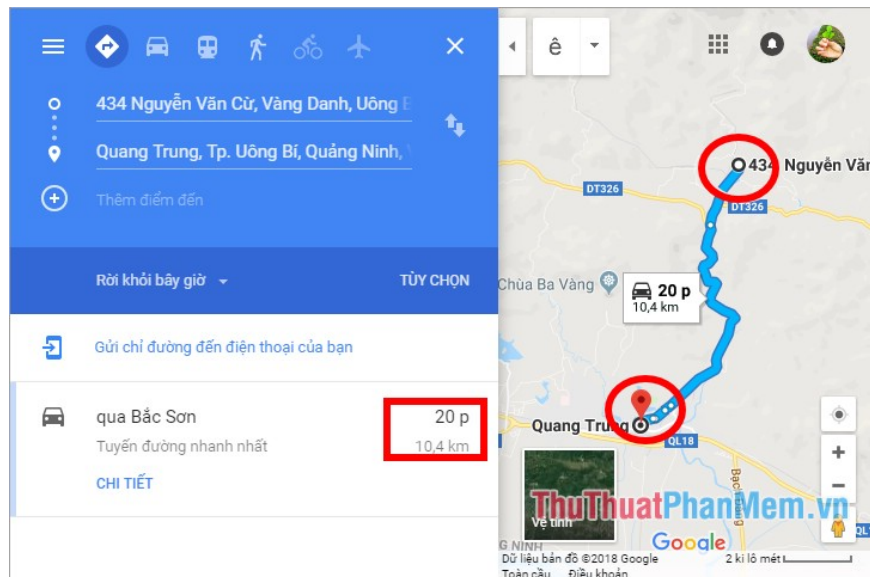 434 Nguyễn Văn Cừ, Vàng Danh, Uông
Quang Trung, Tp. Uông Bí, Quảng Ninh,
Thêm điểm đến
Rời khỏi bây giờ
TÙY CHỌN
Gửi chỉ đường đến điện thoại của bạn
qua Bắc Sơn
20 p
Tuyến đường nhanh nhất
10,4 km
CHI TIẾT
ê
434 Nguyễn Văn
DT326
DT326
Chùa Ba Vàng
20 p
10,4 km
Quang Trung
QL18
ThuThuatPhanMem.vn
Vệ tinh
QL1
Google
G NINH
Dữ liệu bản đồ ©2018 Google
2 ki lô mét
Toàn cầu
Điều khoản